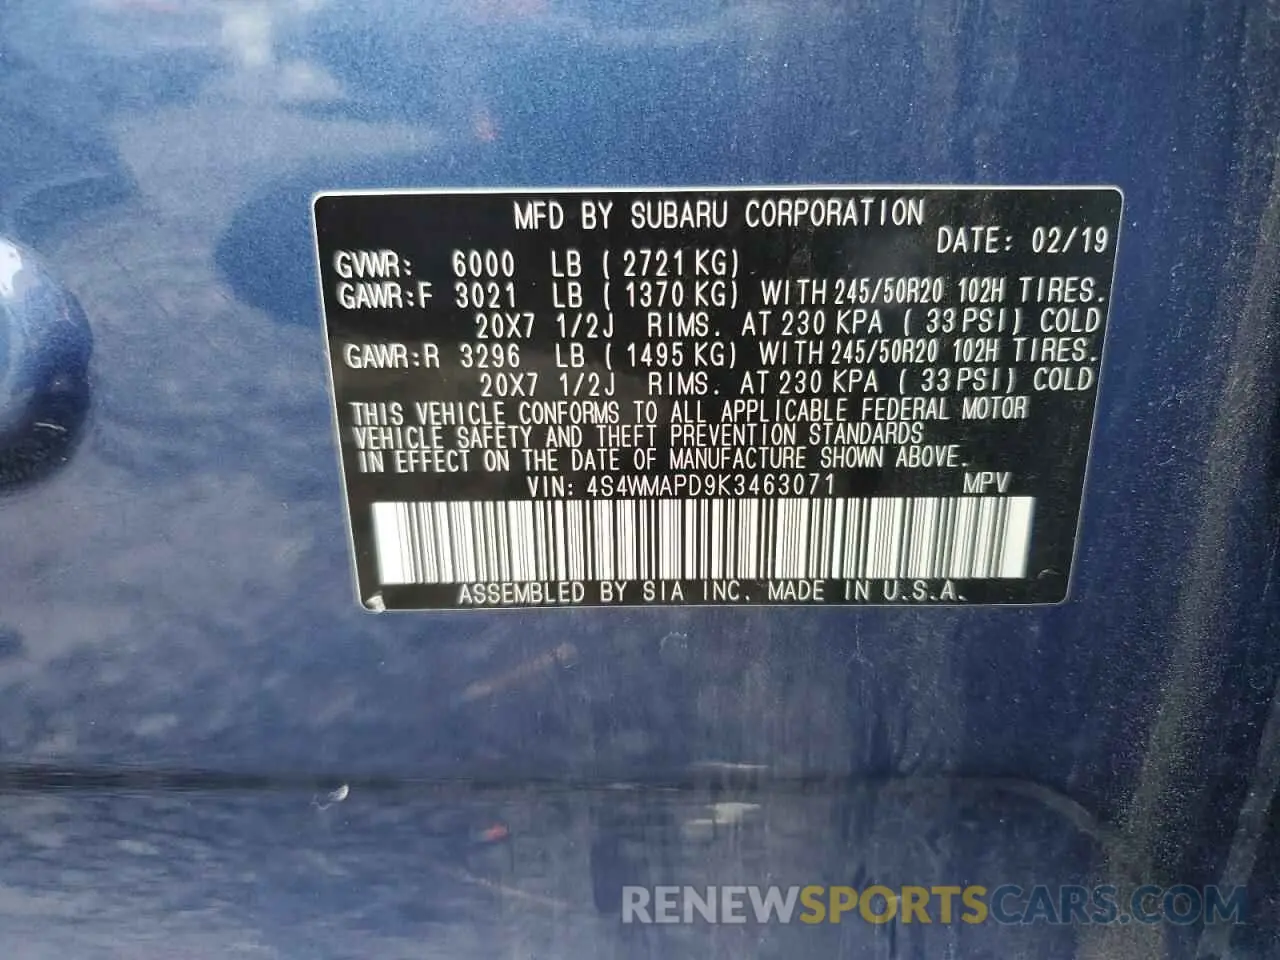 MFD BY SUBARU CORPORATION
DATE: 02/19
GVWR: 6000 LB ( 2721 KG)
GAWR:F 3021 LB ( 1370 KG) WITH 245/50R20 102H TIRES.
20X7 1/2J RIMS. AT 230 KPA ( 33 PSI) COLD
GAWR:R 3296 LB ( 1495 KG) WITH 245/50R20 102H TIRES.
20X7 1/2J RIMS. AT 230 KPA ( 33 PSI) COLD
THIS VEHICLE CONFORMS TO ALL APPLICABLE FEDERAL MOTOR
VEHICLE SAFETY AND THEFT PREVENTION STANDARDS
IN EFFECT ON THE DATE OF MANUFACTURE SHOWN ABOVE.
VIN: 4S4WMAPD9K3463071 MPV
ASSEMBLED BY SIA INC. MADE IN U.S.A.
RENEWSPORTSCARS.COM